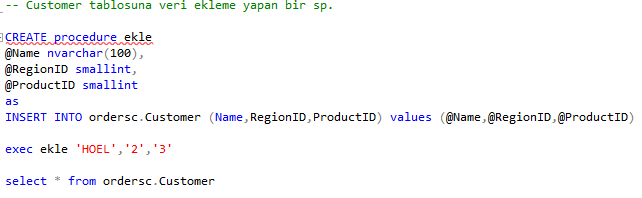 -- Customer tablosuna veri ekleme yapan bir sp.
CREATE procedure ekle
@Name nvarchar(100),
@RegionID smallint,
@ProductID smallint
as
INSERT INTO ordersc.Customer (Name,RegionID,ProductID) values (@Name,@RegionID,@ProductID)
exec ekle 'HOEL','2','3'
select * from ordersc.Customer